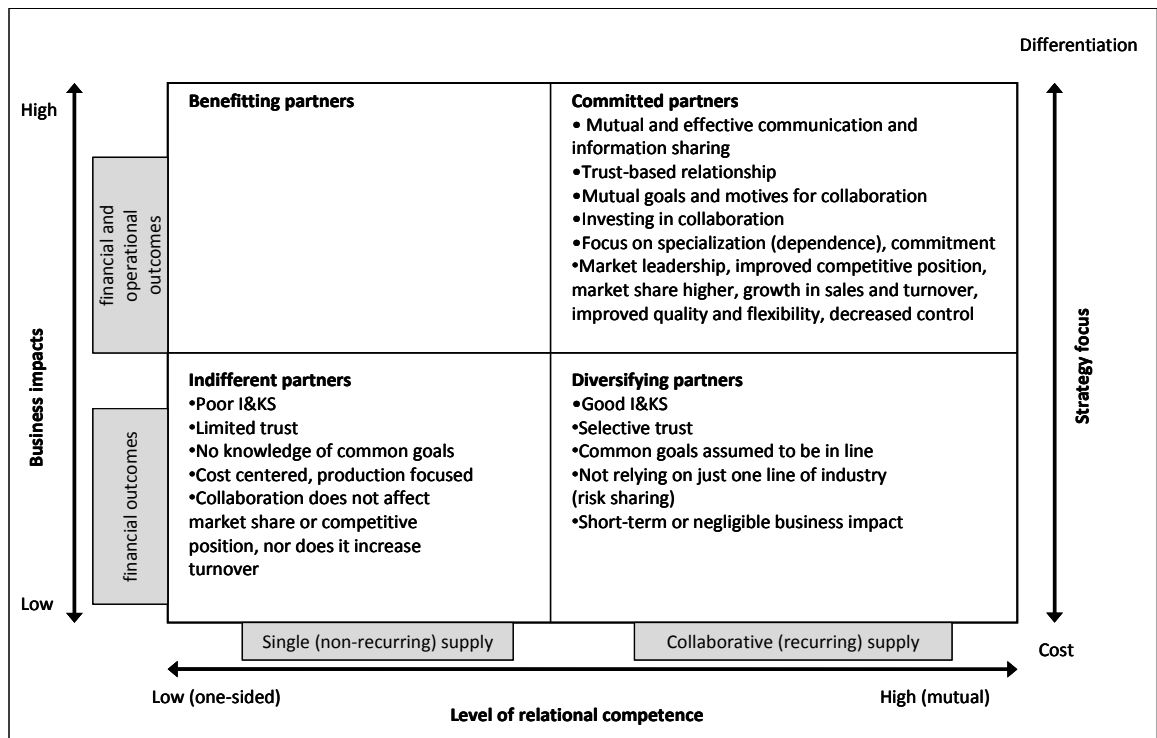 Differentiation
High
Benefitting partners
Committed partners
• Mutual and effective communication and
information sharing
•Trust-based relationship
•Mutual goals and motives for collaboration
•Investing in collaboration
•Focus on specialization (dependence), commitment
•Market leadership, improved competitive position,
market share higher, growth in sales and turnover,
improved quality and flexibility, decreased control
financial and
operational
outcomes
Business impacts
Strategy focus
Indifferent partners
•Poor I&KS
•Limited trust
•No knowledge of common goals
•Cost centered, production focused
•Collaboration does not affect
market share or competitive
position, nor does it increase
turnover
Diversifying partners
•Good I&KS
•Selective trust
•Common goals assumed to be in line
•Not relying on just one line of industry
(risk sharing)
•Short-term or negligible business impact
financial outcomes
Low
Single (non-recurring) supply
Collaborative (recurring) supply
Cost
Low (one-sided)
High (mutual)
Level of relational competence